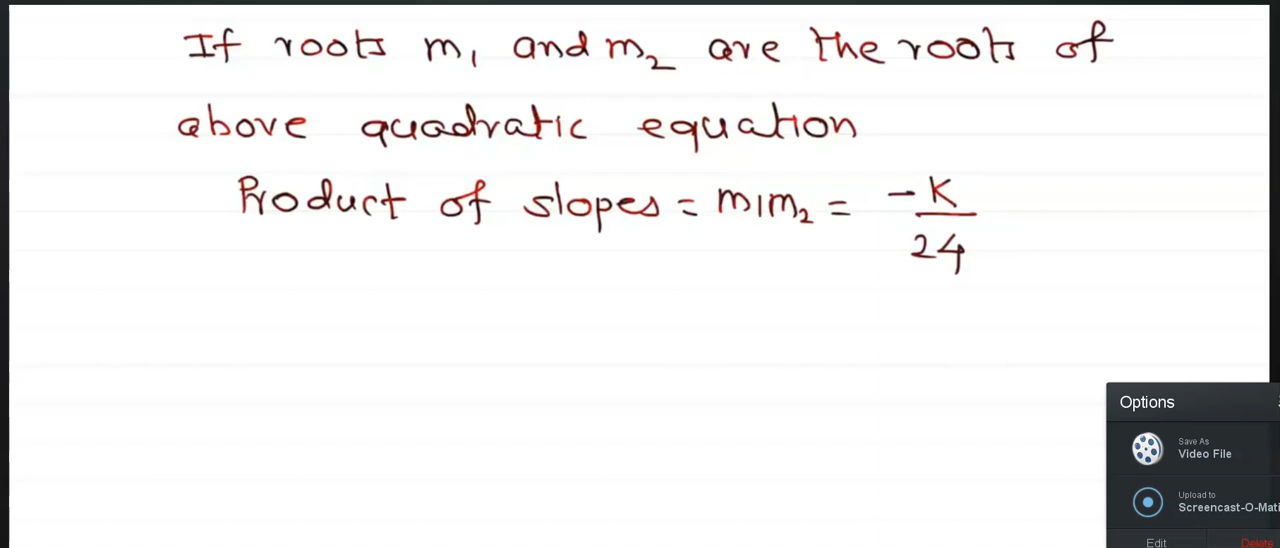 If roots m₁ and m₂ are the roots of
above quadratic equation
Product of slopes = m1m₂ = -K/24
Options
Save As
Video File
Upload to
Screencast-O-Mati
Edit
Delete